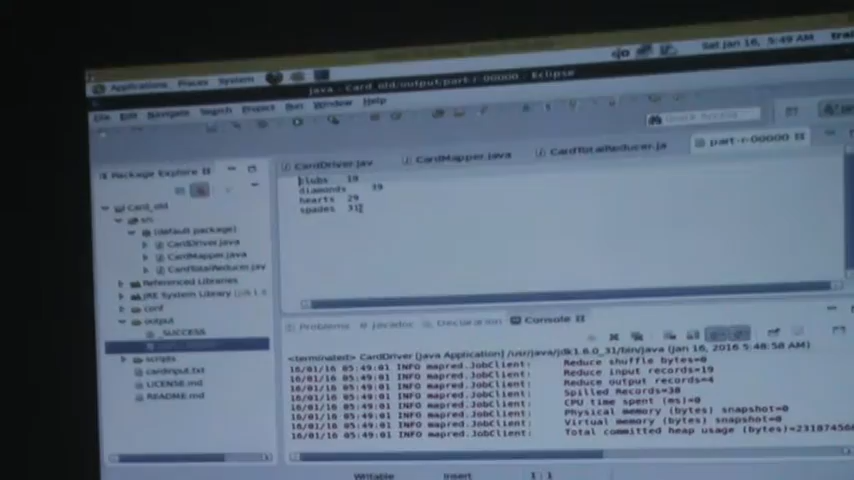 Applications Places System
Sat Jan 16, 5:49 AM
java - Card_old/output/part-r-00000 - Eclipse
File Edit Navigate Search Project Run Window Help
Quick Access
Package Explore
CardDriver.jav
CardMapper.java
CardTotalReducer.ja
part-r-00000
clubs 19
diamonds 39
hearts 29
spades 31
Card_old
src
(default package)
CardDriver.java
CardMapper.java
CardTotalReducer.jav
Referenced Libraries
JRE System Library
conf
output
_SUCCESS
scripts
cardinput.txt
LICENSE.md
README.md
Problems Javadoc Declaration Console
<terminated> CardDriver [Java Application] /usr/java/jdk1.6.0_31/bin/java (Jan 16, 2016 5:48:58 AM)
16/01/16 05:49:01 INFO mapred.JobClient: Reduce shuffle bytes=0
16/01/16 05:49:01 INFO mapred.JobClient: Reduce input records=19
16/01/16 05:49:01 INFO mapred.JobClient: Reduce output records=4
16/01/16 05:49:01 INFO mapred.JobClient: Spilled Records=38
16/01/16 05:49:01 INFO mapred.JobClient: CPU time spent (ms)=0
16/01/16 05:49:01 INFO mapred.JobClient: Physical memory (bytes) snapshot=0
16/01/16 05:49:01 INFO mapred.JobClient: Virtual memory (bytes) snapshot=0
16/01/16 05:49:01 INFO mapred.JobClient: Total committed heap usage (bytes)=
Writable Insert 1 : 1